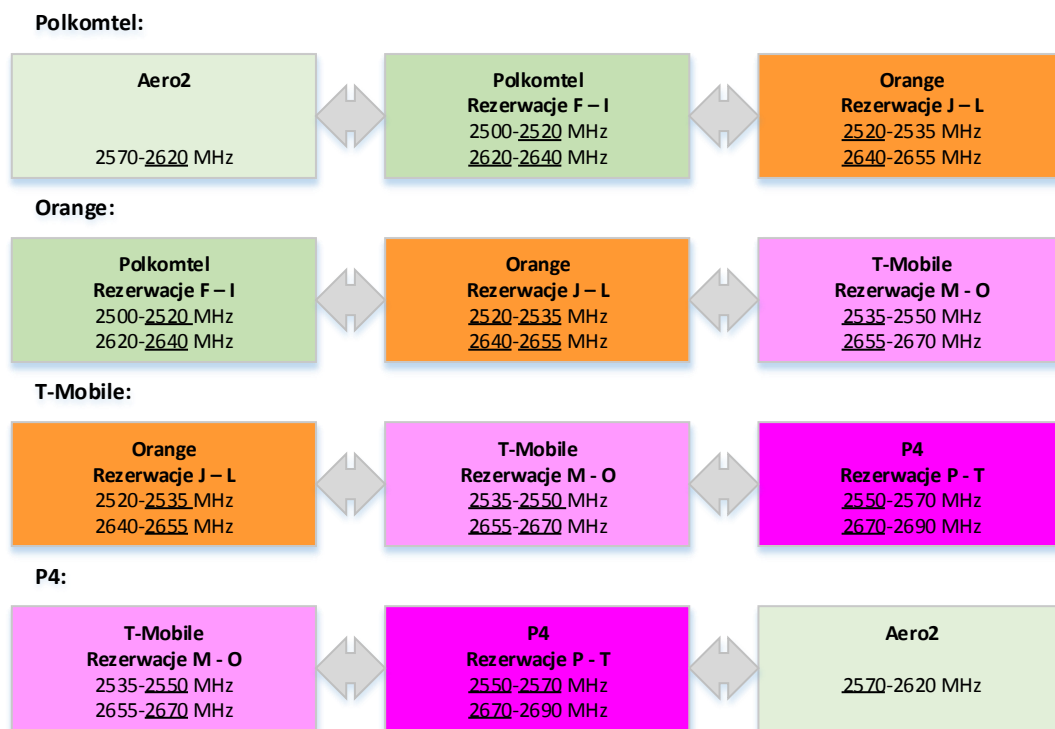 Polkomtel:
Aero2
2570-2620 MHz
Polkomtel
Rezerwacje F – I
2500-2520 MHz
2620-2640 MHz
Orange
Rezerwacje J – L
2520-2535 MHz
2640-2655 MHz
Orange:
Polkomtel
Rezerwacje F – I
2500-2520 MHz
2620-2640 MHz
Orange
Rezerwacje J – L
2520-2535 MHz
2640-2655 MHz
T-Mobile
Rezerwacje M - O
2535-2550 MHz
2655-2670 MHz
T-Mobile:
Orange
Rezerwacje J – L
2520-2535 MHz
2640-2655 MHz
T-Mobile
Rezerwacje M - O
2535-2550 MHz
2655-2670 MHz
P4
Rezerwacje P - T
2550-2570 MHz
2670-2690 MHz
P4:
T-Mobile
Rezerwacje M - O
2535-2550 MHz
2655-2670 MHz
P4
Rezerwacje P - T
2550-2570 MHz
2670-2690 MHz
Aero2
2570-2620 MHz